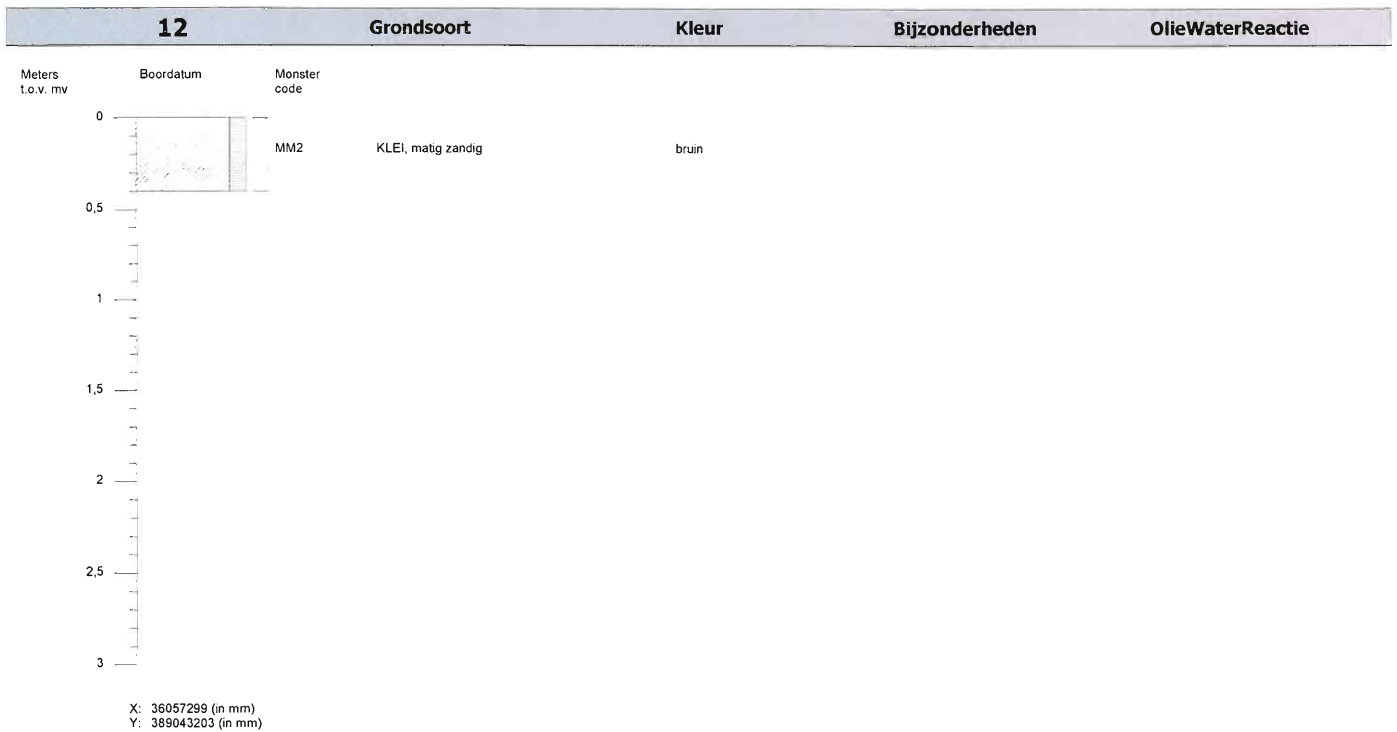 12 Grondsoort Kleur Bijzonderheden OlieWaterReactie
Meters Boordatum Monster
t.o.v. mv code
0
MM2 KLEI, matig zandig bruin
0,5
1
1,5
2
2,5
3
X: 36057299 (in mm)
Y: 389043203 (in mm)